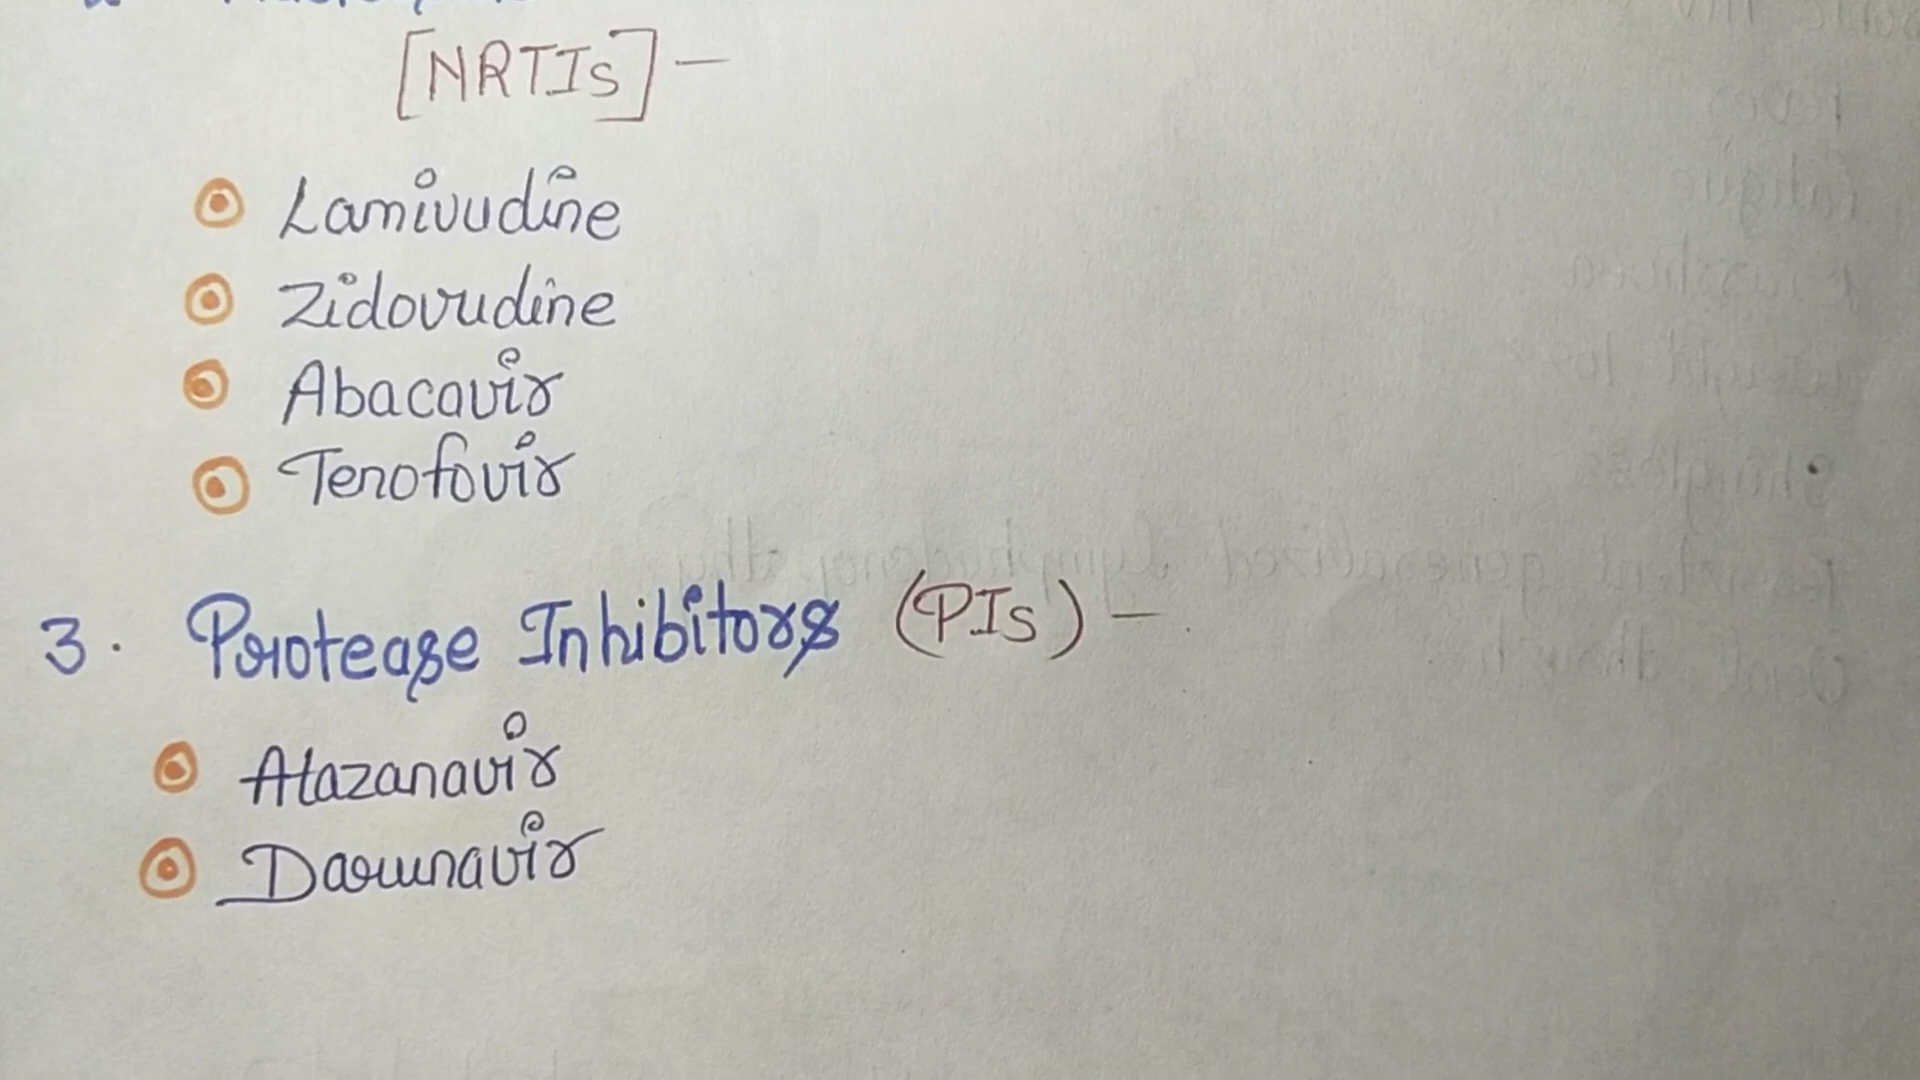 [NRTIs] -
Lamivudine
Zidovudine
Abacavir
Tenofovir
3. Protease Inhibitors (PIs) -
Atazanavir
Darunavir